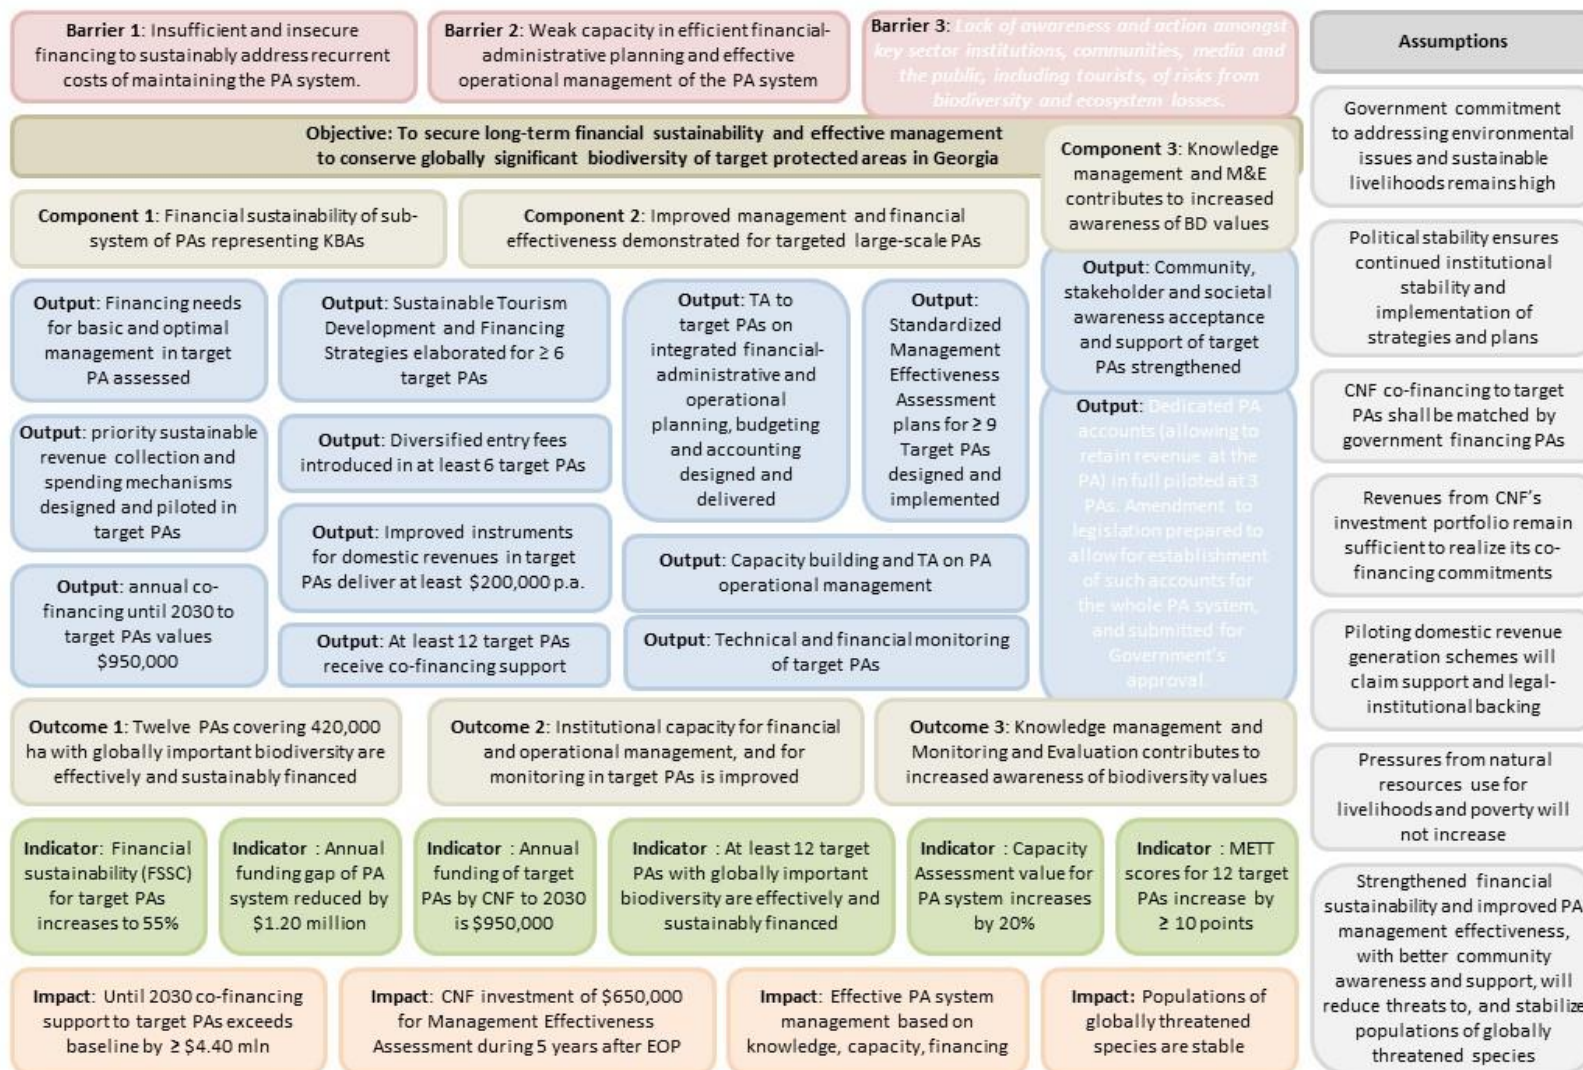 Barrier 1: Insufficient and insecure
financing to sustainably address recurrent
costs of maintaining the PA system.
Barrier 2: Weak capacity in efficient financial-
administrative planning and effective
operational management of the PA system
Barrier 3: Lack of awareness and action amongst
key sector institutions, communities, media and
the public, including tourists, of risks from
biodiversity and ecosystem losses.
Objective: To secure long-term financial sustainability and effective management
to conserve globally significant biodiversity of target protected areas in Georgia
Component 1: Financial sustainability of sub-
system of PAs representing KBAs
Component 2: Improved management and financial
effectiveness demonstrated for targeted large-scale PAs
Component 3: Knowledge
management and M&E
contributes to increased
awareness of BD values
Output: Financing needs
for basic and optimal
management in target
PA assessed
Output: priority sustainable
revenue collection and
spending mechanisms
designed and piloted in
target PAs
Output: annual co-
financing until 2030 to
target PAs values
$950,000
Output: Sustainable Tourism
Development and Financing
Strategies elaborated for ≥ 6
target PAs
Output: Diversified entry fees
introduced in at least 6 target PAs
Output: Improved instruments
for domestic revenues in target
PAs deliver at least $200,000 p.a.
Output: At least 12 target PAs
receive co-financing support
Output: TA to
target PAs on
integrated financial-
administrative and
operational
planning, budgeting
and accounting
designed and
delivered
Output:
Standardized
Management
Effectiveness
Assessment
plans for ≥ 9
Target PAs
designed and
implemented
Output: Capacity building and TA on PA
operational management
Output: Technical and financial monitoring
of target PAs
Output: Community,
stakeholder and societal
awareness acceptance
and support of target
PAs strengthened
Output: Dedicated PA
accounts (allowing to
retain revenue at the
PA) in full piloted at 3
PAs. Amendment to
legislation prepared to
allow for establishment
of such accounts for
the whole PA system,
and submitted for
Government's
approval.
Outcome 1: Twelve PAs covering 420,000
ha with globally important biodiversity are
effectively and sustainably financed
Outcome 2: Institutional capacity for financial
and operational management, and for
monitoring in target PAs is improved
Outcome 3: Knowledge management and
Monitoring and Evaluation contributes to
increased awareness of biodiversity values
Indicator: Financial
sustainability (FSSC)
for target PAs
increases to 55%
Indicator : Annual
funding gap of PA
system reduced by
$1.20 million
Indicator : Annual
funding of target
PAs by CNF to 2030
is $950,000
Indicator : At least 12 target
PAs with globally important
biodiversity are effectively and
sustainably financed
Indicator : Capacity
Assessment value for
PA system increases
by 20%
Indicator : METT
scores for 12 target
PAs increase by
≥ 10 points
Impact: Until 2030 co-financing
support to target PAs exceeds
baseline by ≥ $4.40 mln
Impact: CNF investment of $650,000
for Management Effectiveness
Assessment during 5 years after EOP
Impact: Effective PA system
management based on
knowledge, capacity, financing
Impact: Populations of
globally threatened
species are stable
Assumptions
Government commitment
to addressing environmental
issues and sustainable
livelihoods remains high
Political stability ensures
continued institutional
stability and
implementation of
strategies and plans
CNF co-financing to target
PAs shall be matched by
government financing PAs
Revenues from CNF's
investment portfolio remain
sufficient to realize its co-
financing commitments
Piloting domestic revenue
generation schemes will
claim support and legal-
institutional backing
Pressures from natural
resources use for
livelihoods and poverty will
not increase
Strengthened financial
sustainability and improved PA
management effectiveness,
with better community
awareness and support, will
reduce threats to, and stabilize
populations of globally
threatened species